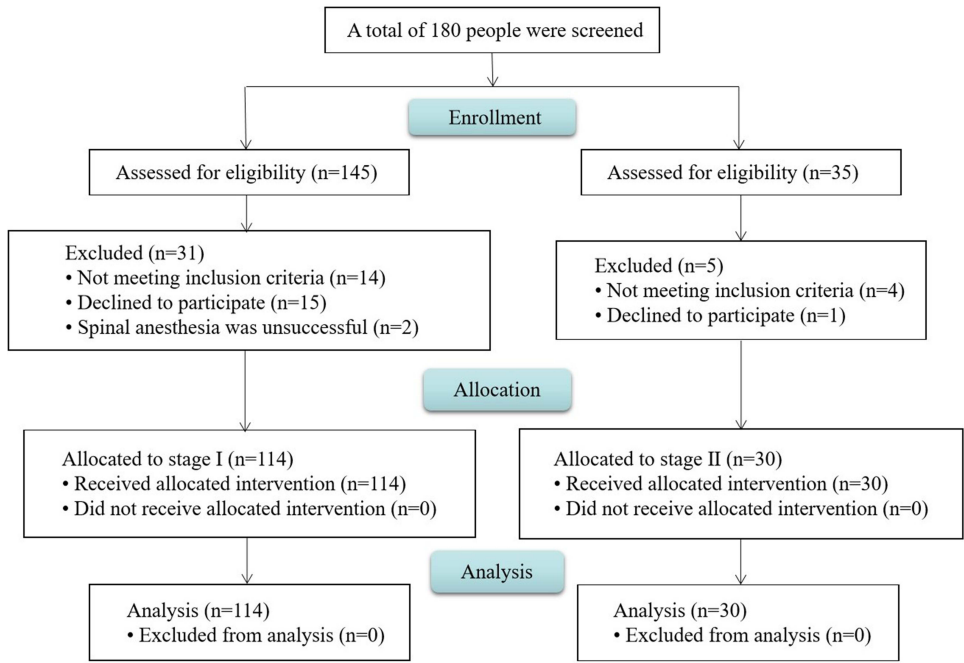 A total of 180 people were screened
Enrollment
Assessed for eligibility (n=145)
Assessed for eligibility (n=35)
Excluded (n=31)
• Not meeting inclusion criteria (n=14)
• Declined to participate (n=15)
• Spinal anesthesia was unsuccessful (n=2)
Excluded (n=5)
• Not meeting inclusion criteria (n=4)
• Declined to participate (n=1)
Allocation
Allocated to stage I (n=114)
• Received allocated intervention (n=114)
• Did not receive allocated intervention (n=0)
Allocated to stage II (n=30)
• Received allocated intervention (n=30)
• Did not receive allocated intervention (n=0)
Analysis
Analysis (n=114)
• Excluded from analysis (n=0)
Analysis (n=30)
• Excluded from analysis (n=0)